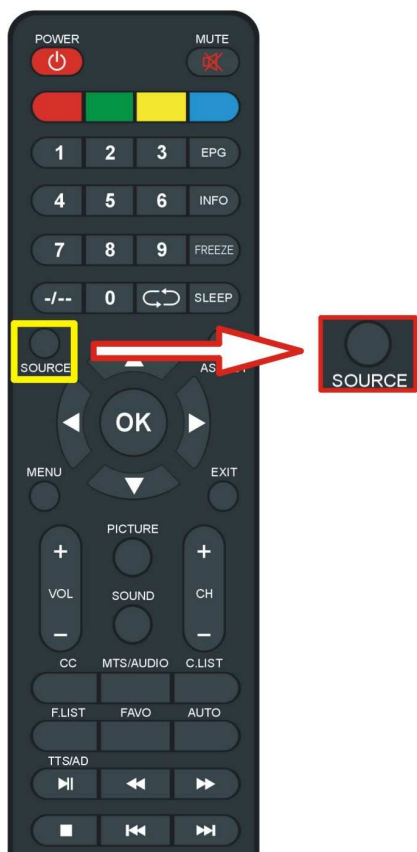 POWER MUTE
1 2 3 EPG
4 5 6 INFO
7 8 9 FREEZE
-/-- 0 SLEEP
SOURCE
SOURCE
OK
MENU EXIT
PICTURE
+ +
VOL SOUND CH
– –
CC MTS/AUDIO C.LIST
F.LIST FAVO AUTO
TTS/AD